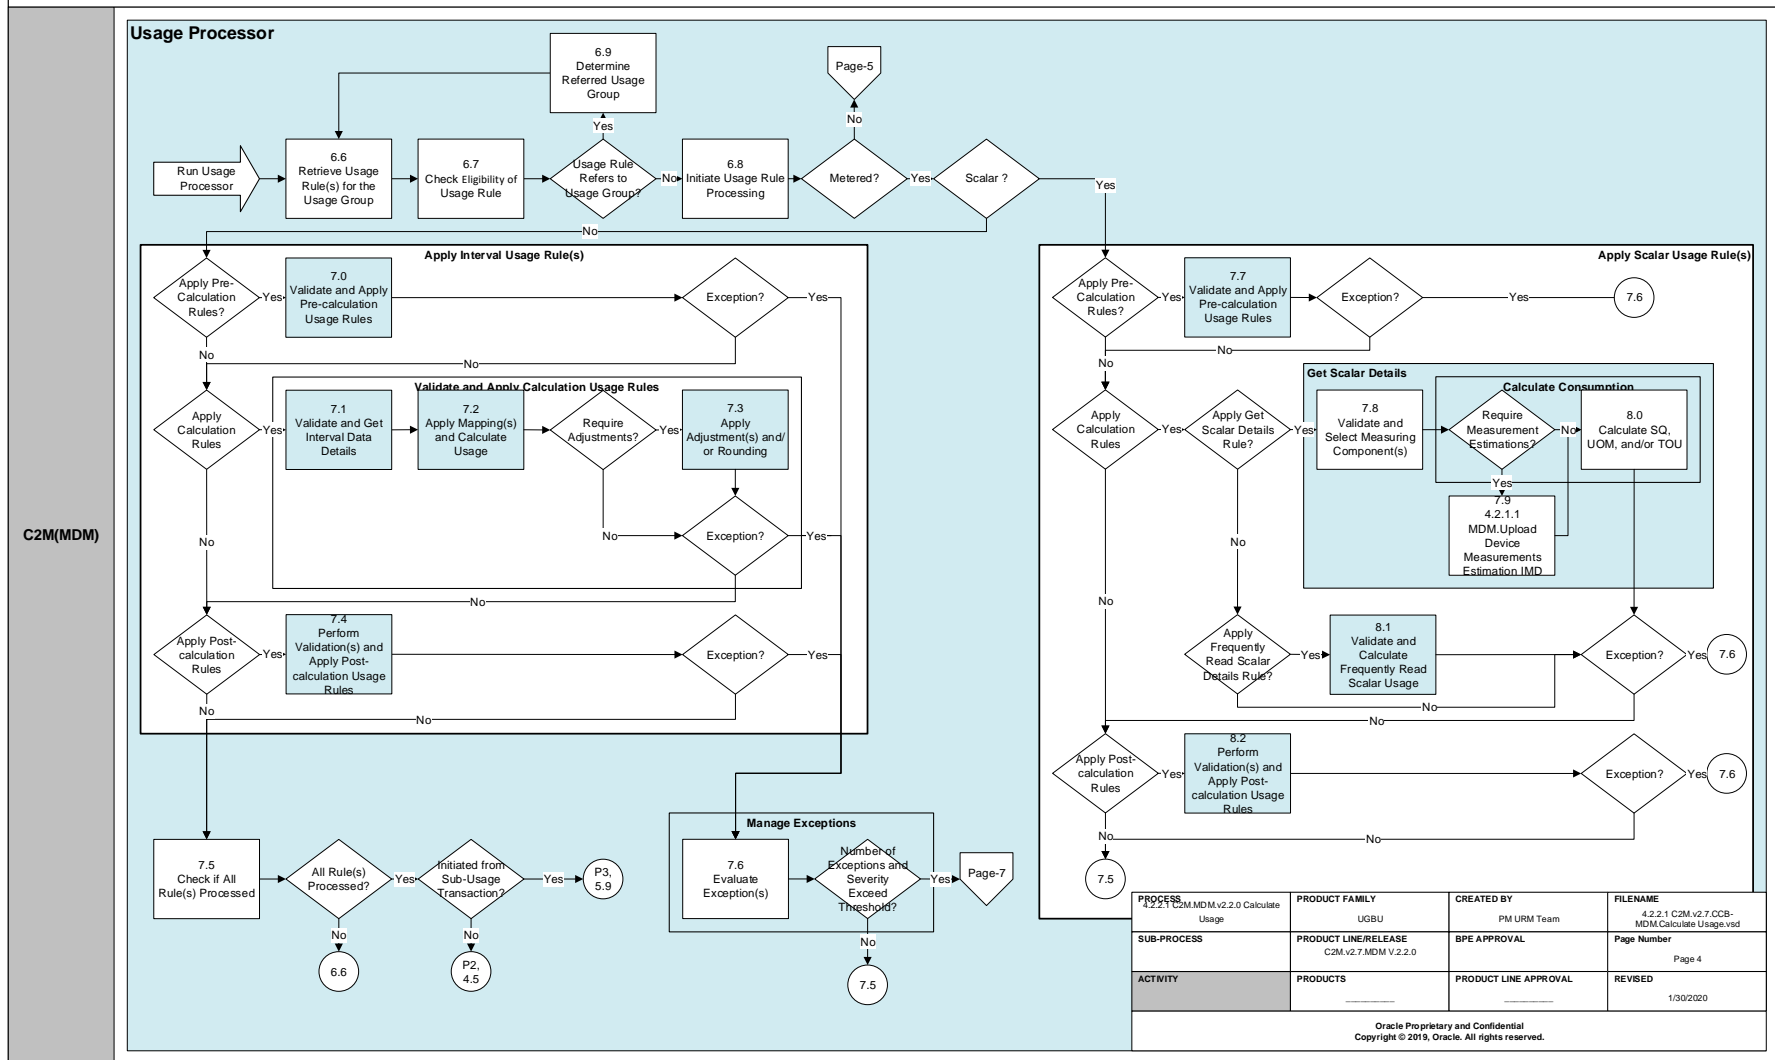 Usage Processor
6.9
Determine
Referred Usage
Group
Page-5
Yes
No
Run Usage
Processor
6.6
Retrieve Usage
Rule(s) for the
Usage Group
6.7
Check Eligibility of
Usage Rule
Usage Rule
Refers to
Usage Group?
No
6.8
Initiate Usage Rule
Processing
Metered?
Yes
Scalar ?
Yes
No
Apply Interval Usage Rule(s)
Apply Pre-
Calculation
Rules?
Yes
7.0
Validate and Apply
Pre-calculation
Usage Rules
Exception?
Yes
No
No
Validate and Apply Calculation Usage Rules
Apply
Calculation
Rules
Yes
7.1
Validate and Get
Interval Data
Details
7.2
Apply Mapping(s)
and Calculate
Usage
Require
Adjustments?
Yes
7.3
Apply
Adjustment(s) and/
or Rounding
No
No
Exception?
Yes
No
Apply Post-
calculation
Rules
Yes
7.4
Perform
Validation(s) and
Apply Post-
calculation Usage
Rules
Exception?
Yes
No
No
Apply Scalar Usage Rule(s)
Apply Pre-
Calculation
Rules?
Yes
7.7
Validate and Apply
Pre-calculation
Usage Rules
Exception?
Yes
7.6
No
No
Get Scalar Details
Calculate Consumption
Apply
Calculation
Rules
Yes
Apply Get
Scalar Details
Rule?
Yes
7.8
Validate and
Select Measuring
Component(s)
Require
Measurement
Estimations?
No
8.0
Calculate SQ,
UOM, and/or TOU
Yes
7.9
4.2.1.1
MDM.Upload
Device
Measurements
Estimation IMD
No
No
Apply
Frequently
Read Scalar
Details Rule?
Yes
8.1
Validate and
Calculate
Frequently Read
Scalar Usage
Exception?
Yes
7.6
No
No
Apply Post-
calculation
Rules
Yes
8.2
Perform
Validation(s) and
Apply Post-
calculation Usage
Rules
Exception?
Yes
7.6
No
No
7.5
C2M(MDM)
7.5
Check if All
Rule(s) Processed
All Rule(s)
Processed?
Yes
Initiated from
Sub-Usage
Transaction?
Yes
P3,
5.9
No
6.6
No
P2,
4.5
Manage Exceptions
7.6
Evaluate
Exception(s)
Number of
Exceptions and
Severity
Exceed
Threshold?
Yes
Page-7
No
7.5
PROCESS
4.2.2.1 C2M.MDM.v2.2.0 Calculate
Usage
PRODUCT FAMILY
UGBU
CREATED BY
PM URM Team
FILENAME
4.2.2.1 C2M.v2.7.CCB-
MDM.Calculate Usage.vsd
SUB-PROCESS
PRODUCT LINE/RELEASE
C2M.v2.7.MDM V.2.2.0
BPE APPROVAL
Page Number
Page 4
ACTIVITY
PRODUCTS
PRODUCT LINE APPROVAL
REVISED
1/30/2020
Oracle Proprietary and Confidential
Copyright © 2019, Oracle. All rights reserved.